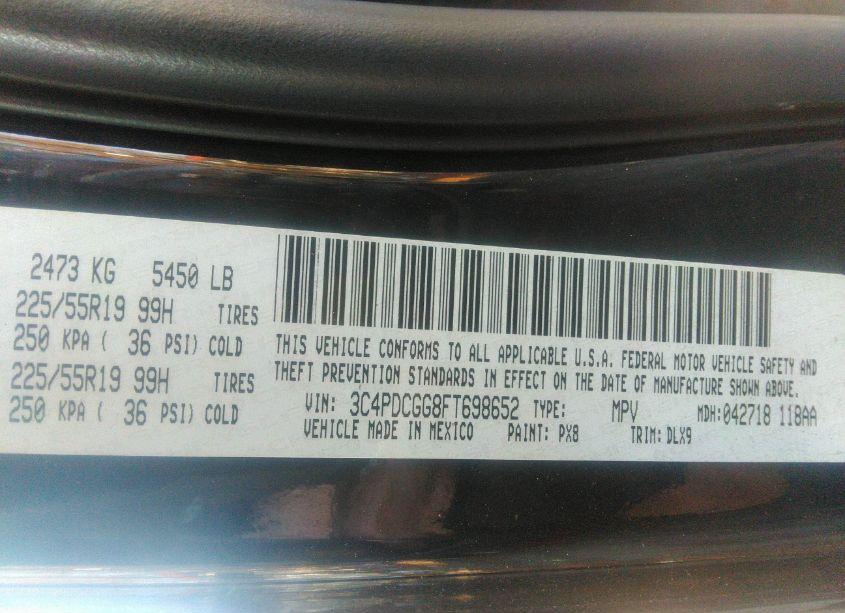 2473 KG 5450 LB
225/55R19 99H TIRES
250 KPA ( 36 PSI) COLD
225/55R19 99H TIRES
250 KPA ( 36 PSI) COLD
THIS VEHICLE CONFORMS TO ALL APPLICABLE U.S.A. FEDERAL MOTOR VEHICLE SAFETY AND
THEFT PREVENTION STANDARDS IN EFFECT ON THE DATE OF MANUFACTURE SHOWN ABOVE.
VIN: 3C4PDCGG8FT698652 TYPE: MPV MDH:042718 118AA
VEHICLE MADE IN MEXICO PAINT: PX8 TRIM:DLX9